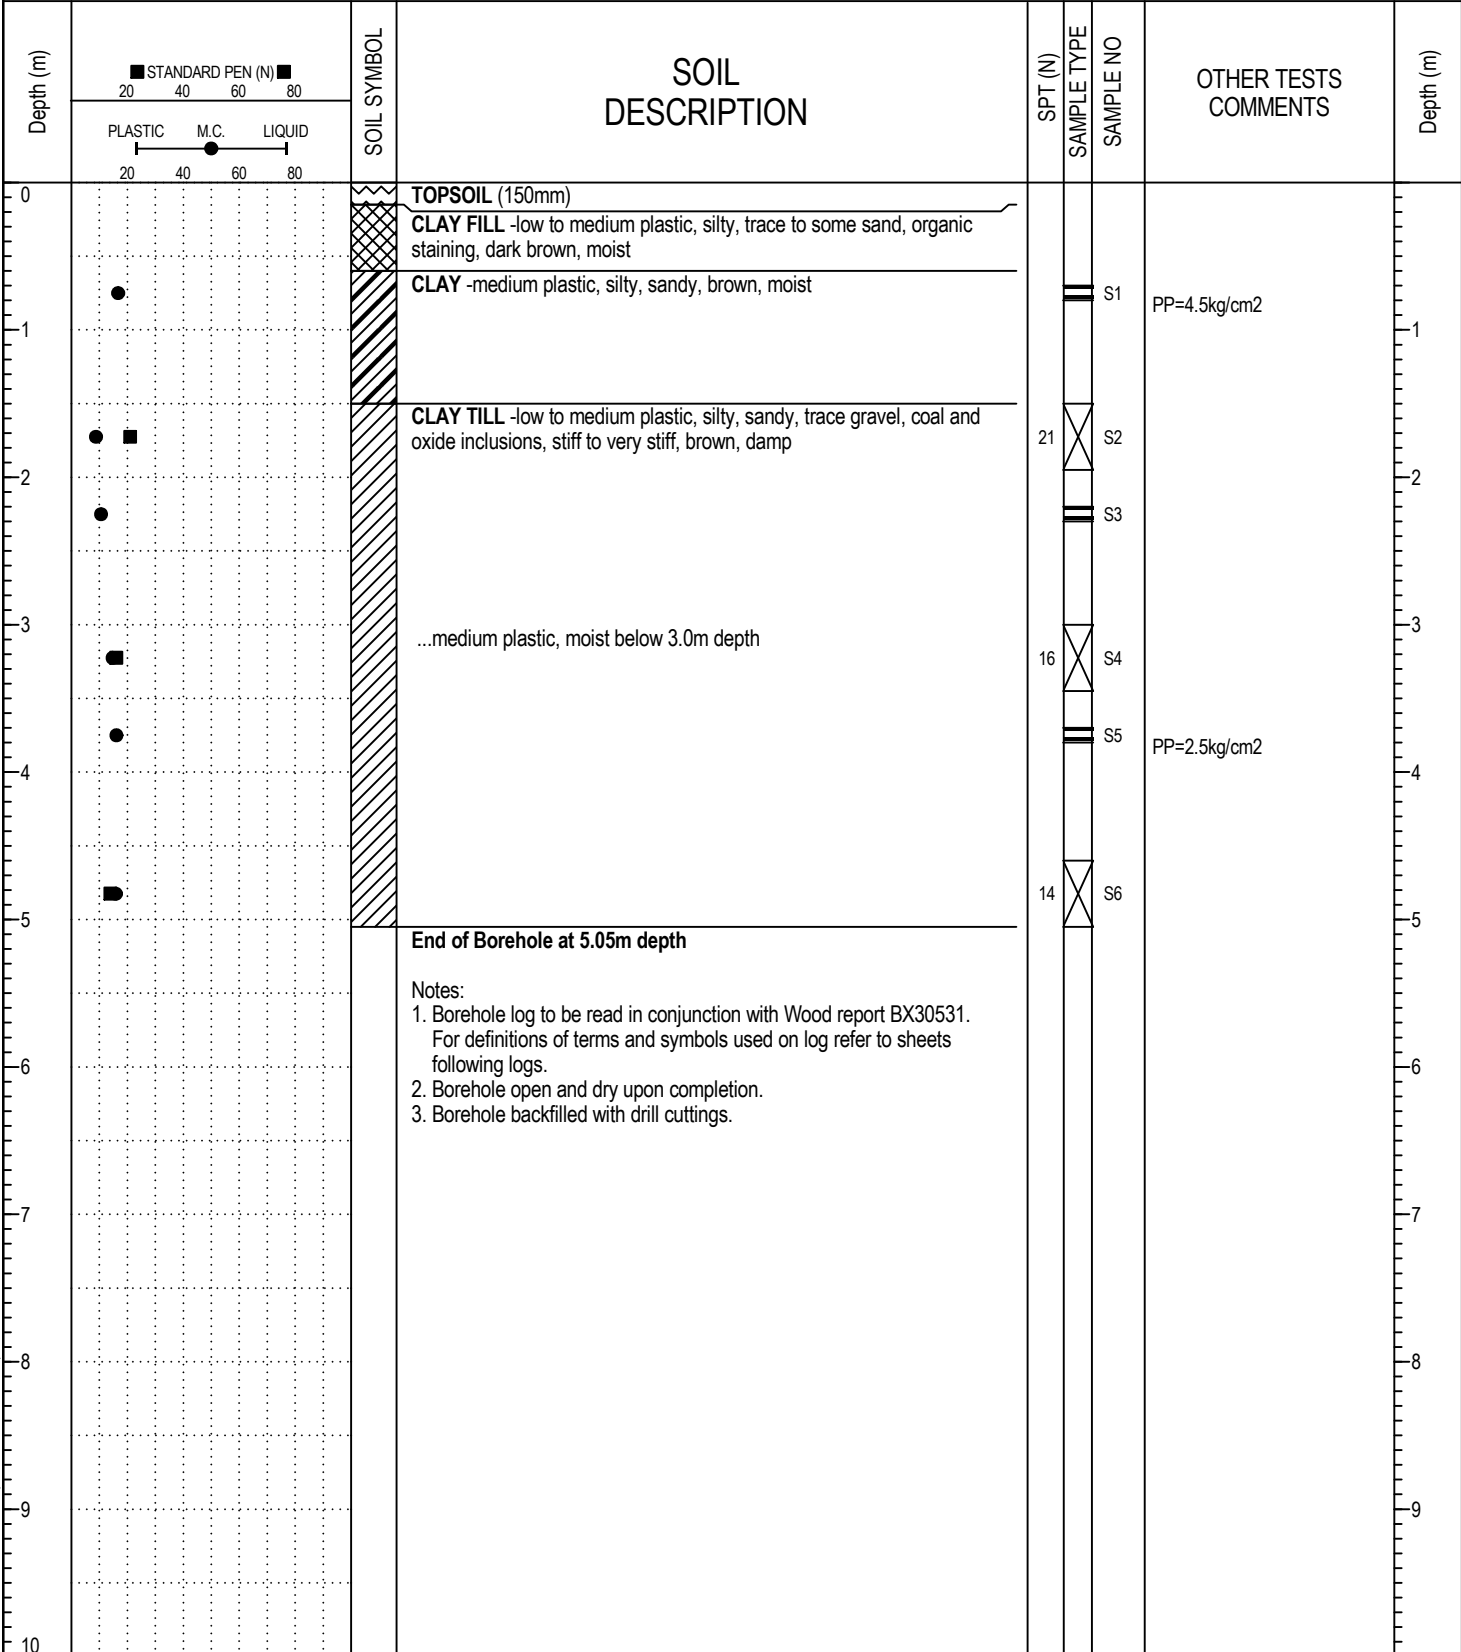 Depth (m)
■ STANDARD PEN (N) ■
20 40 60 80
PLASTIC M.C. LIQUID
20 40 60 80
SOIL SYMBOL
SOIL
DESCRIPTION
SPT (N)
SAMPLE TYPE
SAMPLE NO
OTHER TESTS
COMMENTS
Depth (m)
0
TOPSOIL (150mm)
CLAY FILL -low to medium plastic, silty, trace to some sand, organic
staining, dark brown, moist
CLAY -medium plastic, silty, sandy, brown, moist
S1
PP=4.5kg/cm2
1 1
CLAY TILL -low to medium plastic, silty, sandy, trace gravel, coal and
oxide inclusions, stiff to very stiff, brown, damp
21 S2
2 2
S3
3 3
...medium plastic, moist below 3.0m depth
16 S4
S5
PP=2.5kg/cm2
4 4
14 S6
5 5
End of Borehole at 5.05m depth
Notes:
1. Borehole log to be read in conjunction with Wood report BX30531.
For definitions of terms and symbols used on log refer to sheets
following logs.
2. Borehole open and dry upon completion.
3. Borehole backfilled with drill cuttings.
6 6
7 7
8 8
9 9
10